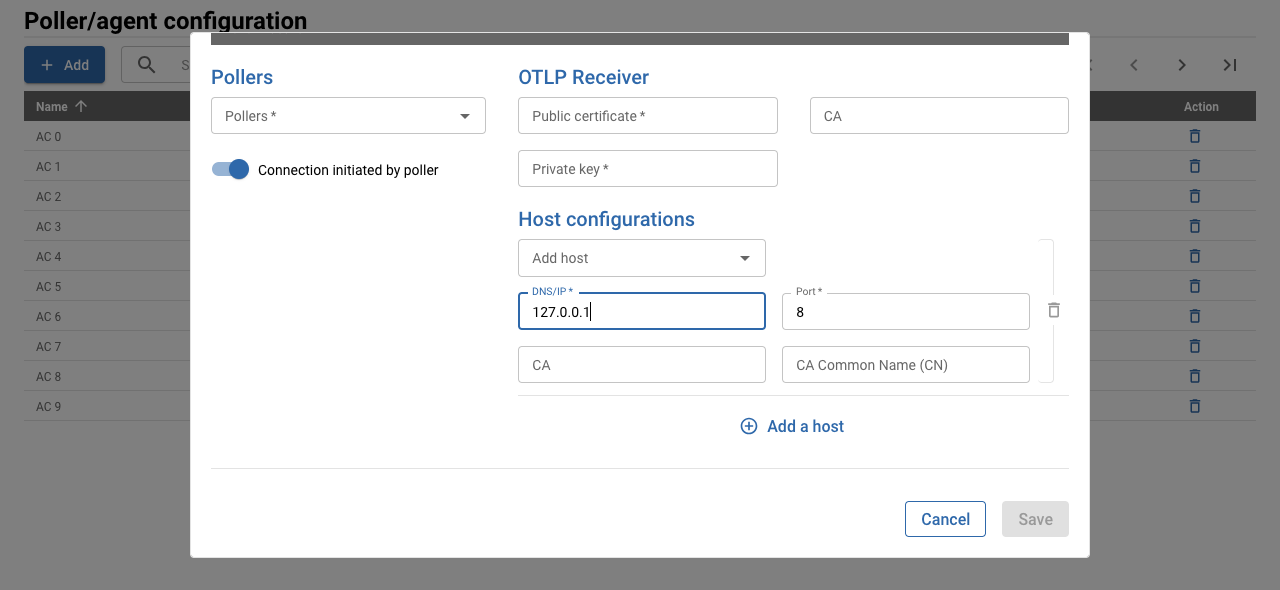 Poller/agent configuration
Add
S
Name
Action
AC 0
AC 1
AC 2
AC 3
AC 4
AC 5
AC 6
AC 7
AC 8
AC 9
Pollers
Pollers *
Connection initiated by poller
OTLP Receiver
Public certificate *
CA
Private key *
Host configurations
Add host
DNS/IP *
127.0.0.1
Port *
8
CA
CA Common Name (CN)
Add a host
Cancel
Save